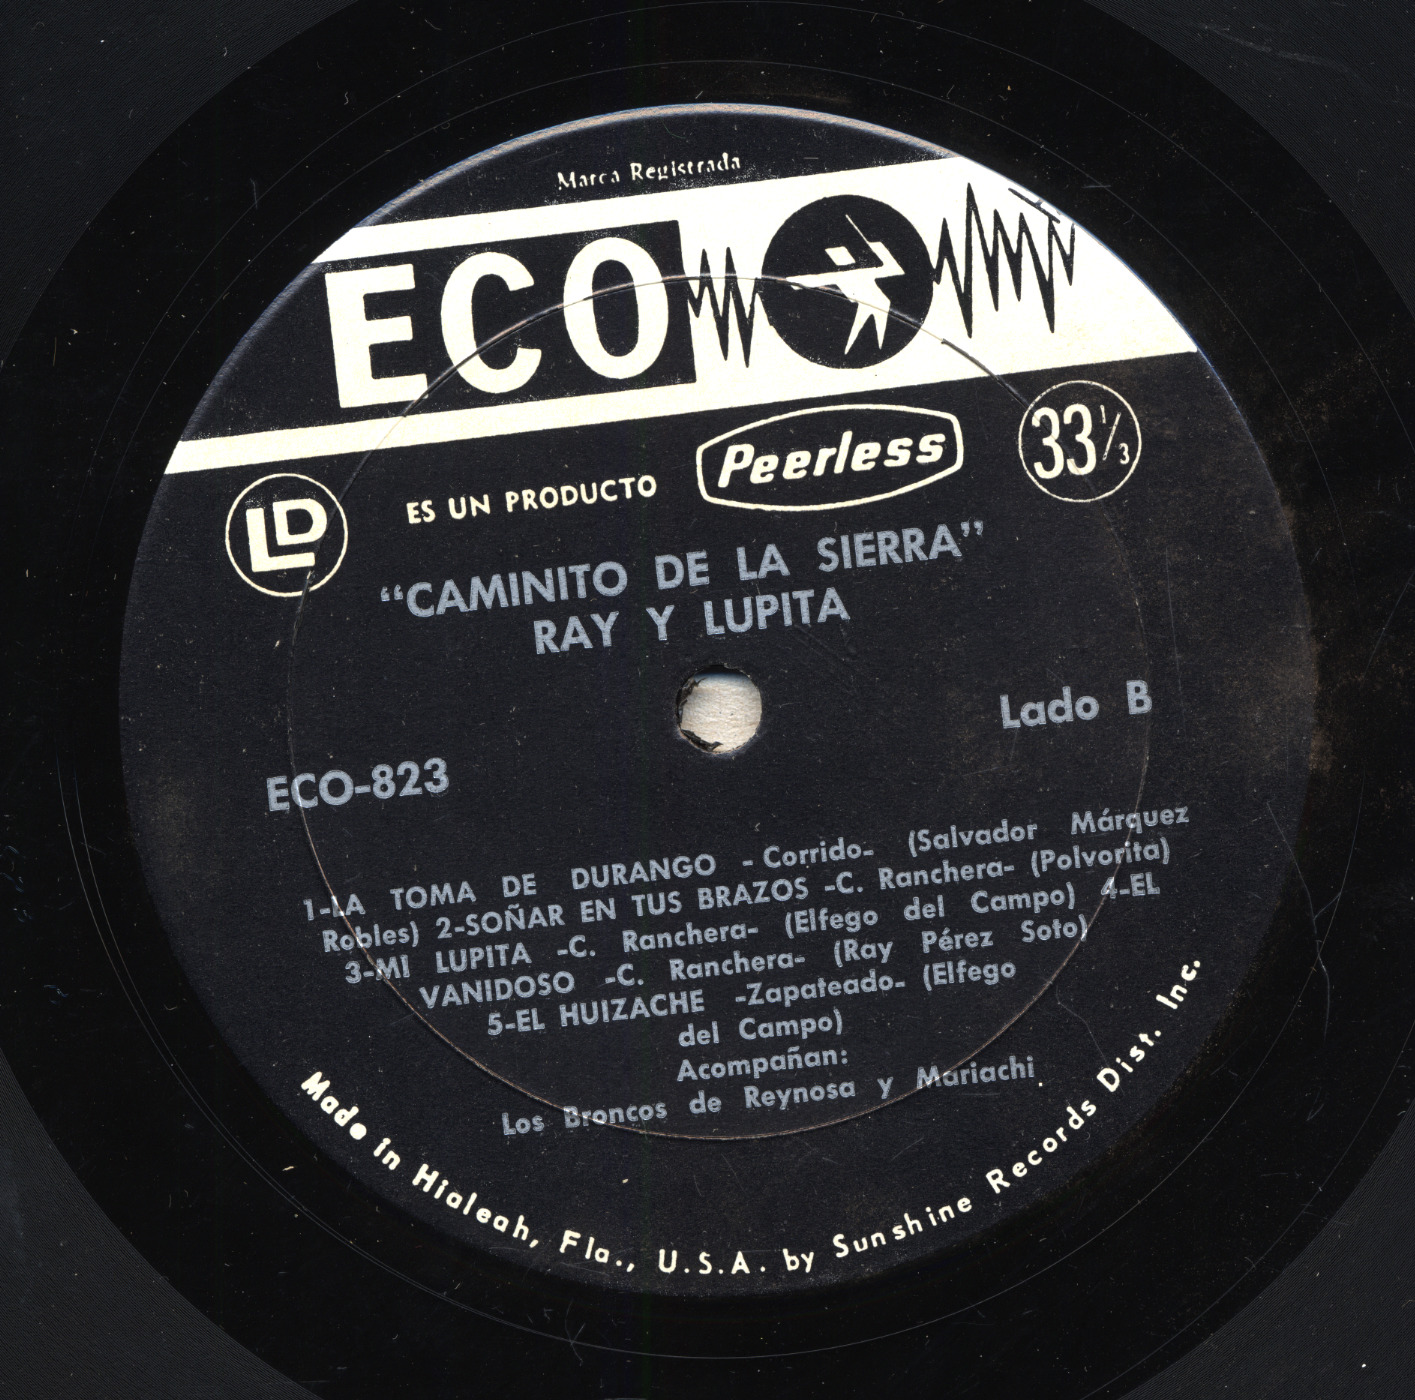 Marca Registrada
ECO
LD
ES UN PRODUCTO Peerless
33 1/3
“CAMINITO DE LA SIERRA”
RAY Y LUPITA
Lado B
ECO-823
1-LA TOMA DE DURANGO -Corrido- (Salvador Márquez
Robles) 2-SOÑAR EN TUS BRAZOS -C. Ranchera- (Polvorita)
3-MI LUPITA -C. Ranchera- (Elfego del Campo) 4-EL
VANIDOSO -C. Ranchera- (Ray Pérez Soto)
5-EL HUIZACHE -Zapateado- (Elfego
del Campo)
Acompañan:
Los Broncos de Reynosa y Mariachi
Made in Hialeah, Fla., U.S.A. by Sunshine Records Dist. Inc.